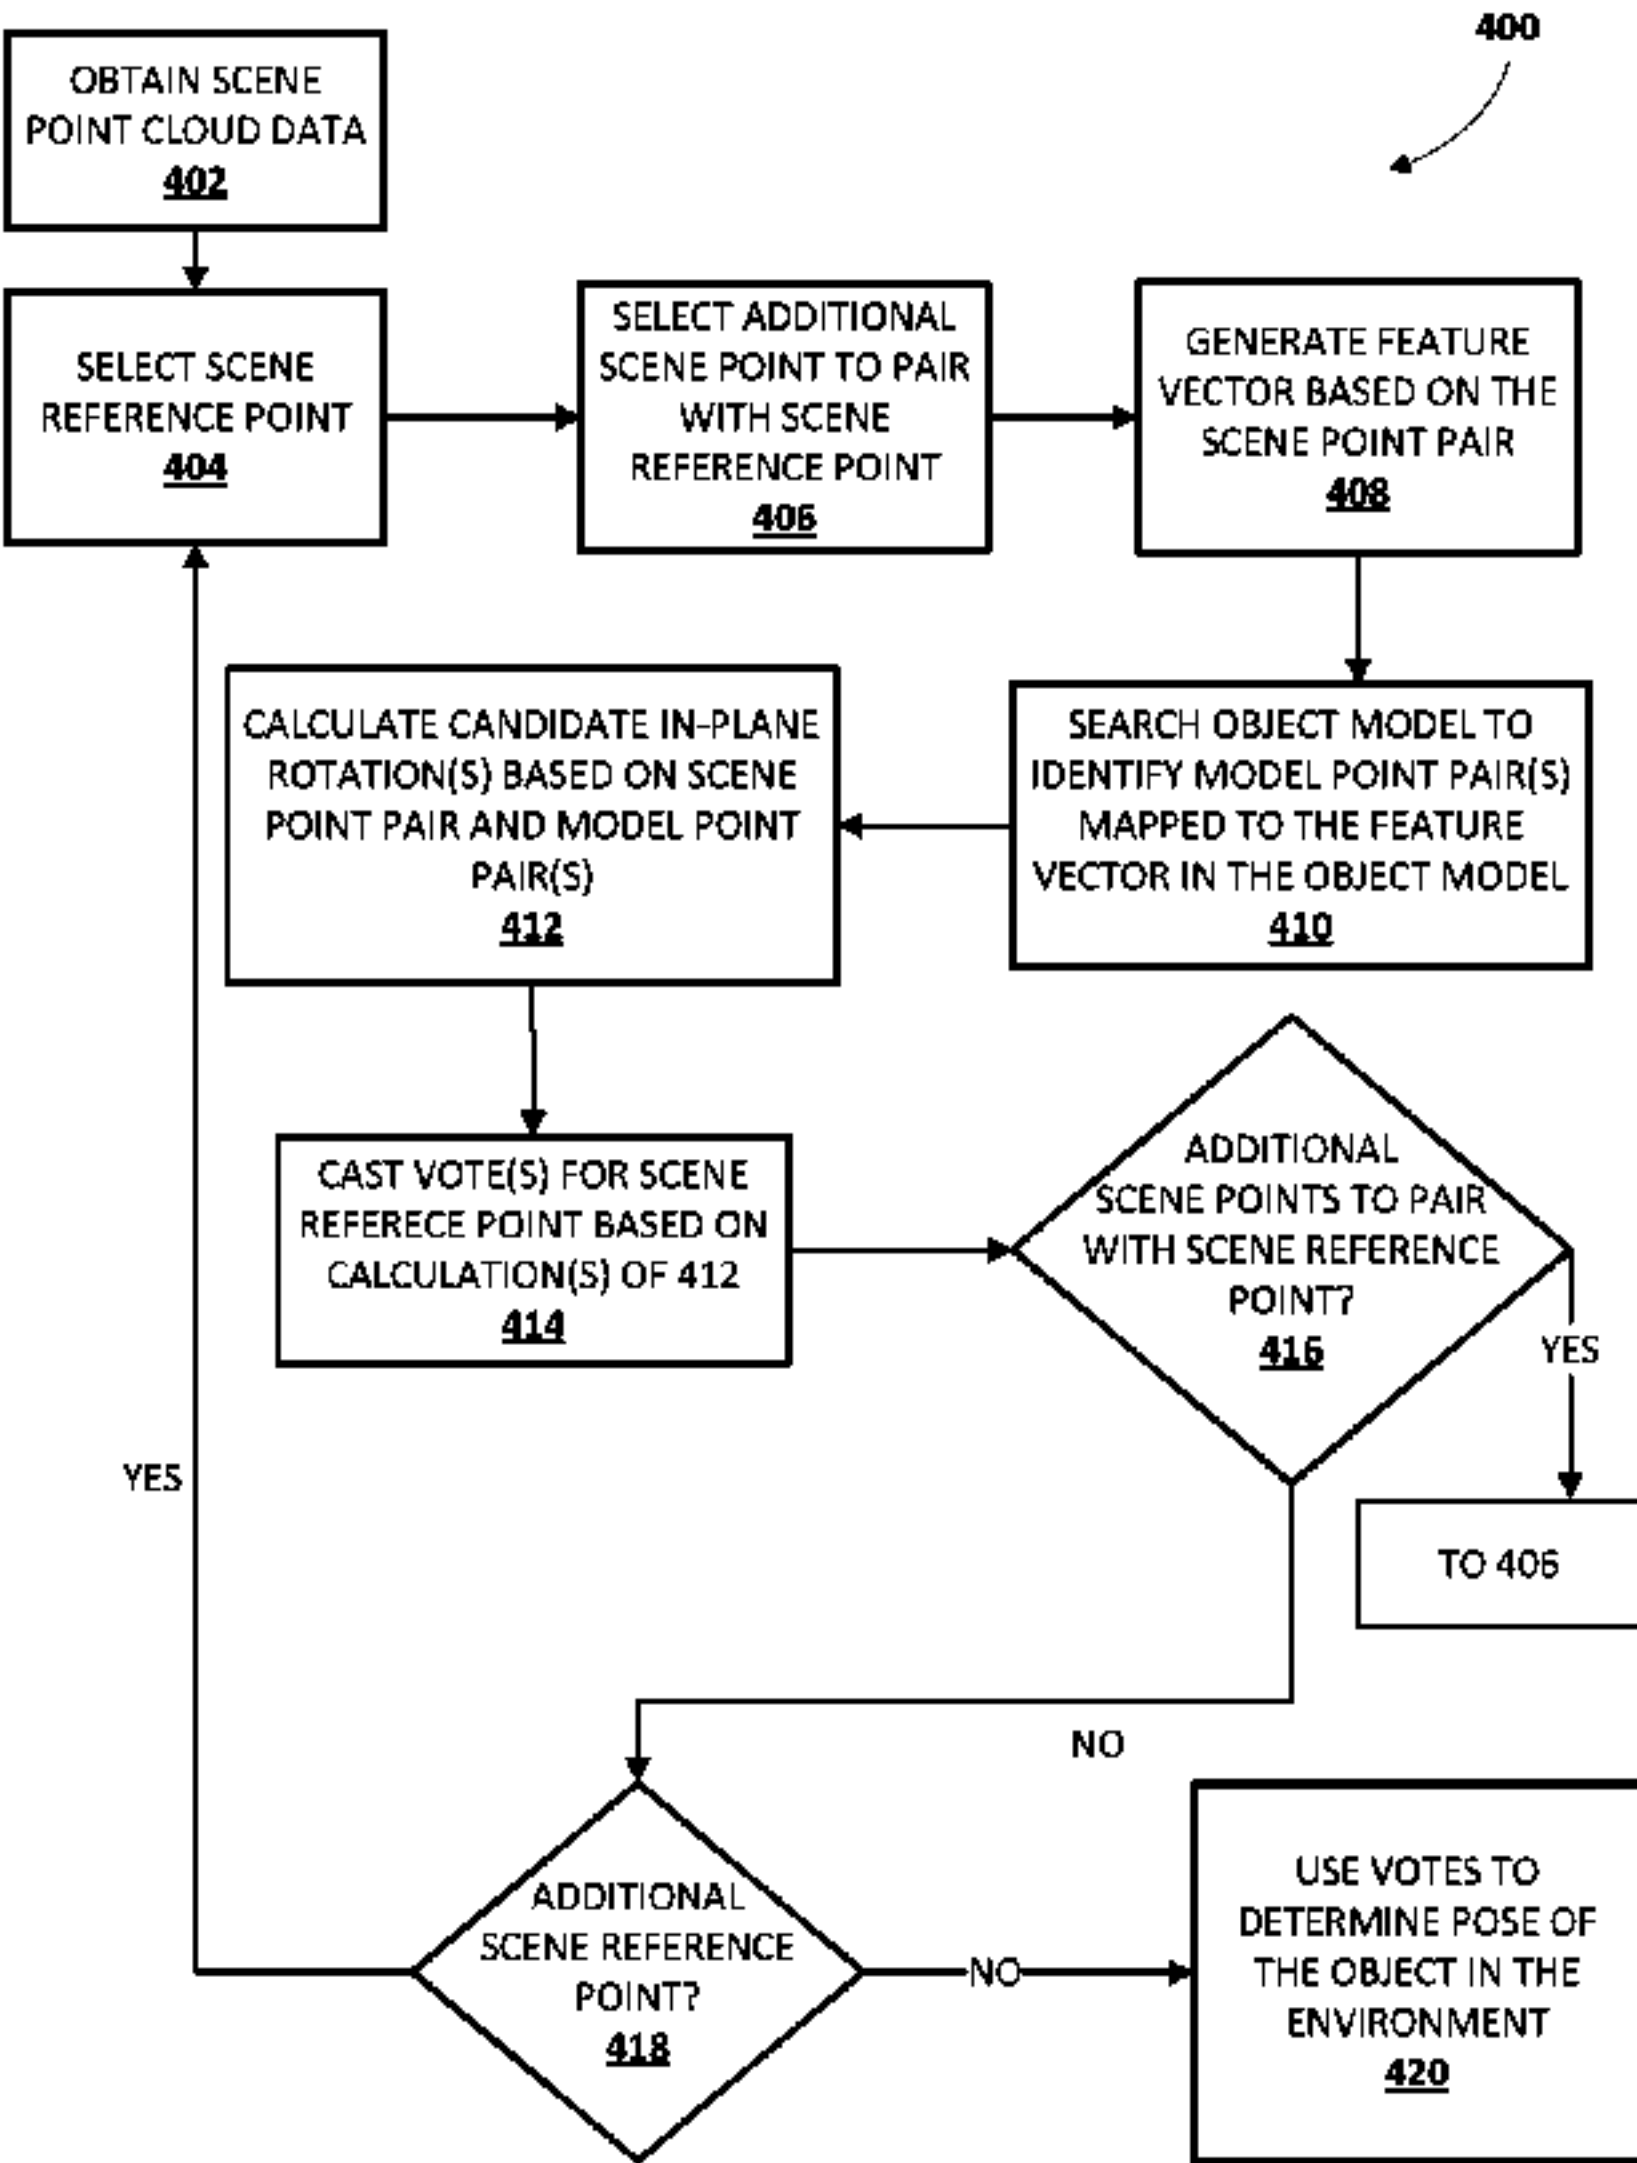 400
OBTAIN SCENE
POINT CLOUD DATA
402
SELECT SCENE
REFERENCE POINT
404
SELECT ADDITIONAL
SCENE POINT TO PAIR
WITH SCENE
REFERENCE POINT
406
GENERATE FEATURE
VECTOR BASED ON THE
SCENE POINT PAIR
408
SEARCH OBJECT MODEL TO
IDENTIFY MODEL POINT PAIR(S)
MAPPED TO THE FEATURE
VECTOR IN THE OBJECT MODEL
410
CALCULATE CANDIDATE IN-PLANE
ROTATION(S) BASED ON SCENE
POINT PAIR AND MODEL POINT
PAIR(S)
412
CAST VOTE(S) FOR SCENE
REFERECE POINT BASED ON
CALCULATION(S) OF 412
414
ADDITIONAL
SCENE POINTS TO PAIR
WITH SCENE REFERENCE
POINT?
416
YES
TO 406
NO
YES
ADDITIONAL
SCENE REFERENCE
POINT?
418
NO
USE VOTES TO
DETERMINE POSE OF
THE OBJECT IN THE
ENVIRONMENT
420